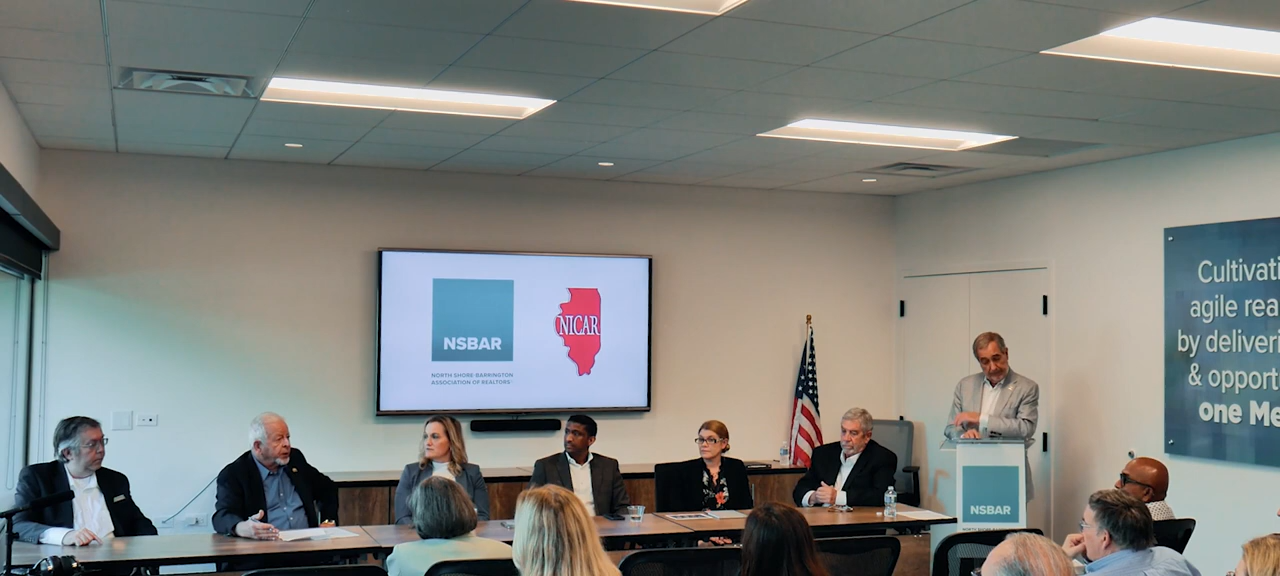 NSBAR
NORTH SHORE-BARRINGTON
ASSOCIATION OF REALTORS®
NICAR
NSBAR
Cultivati
agile rea
by deliveri
& opport
one Me